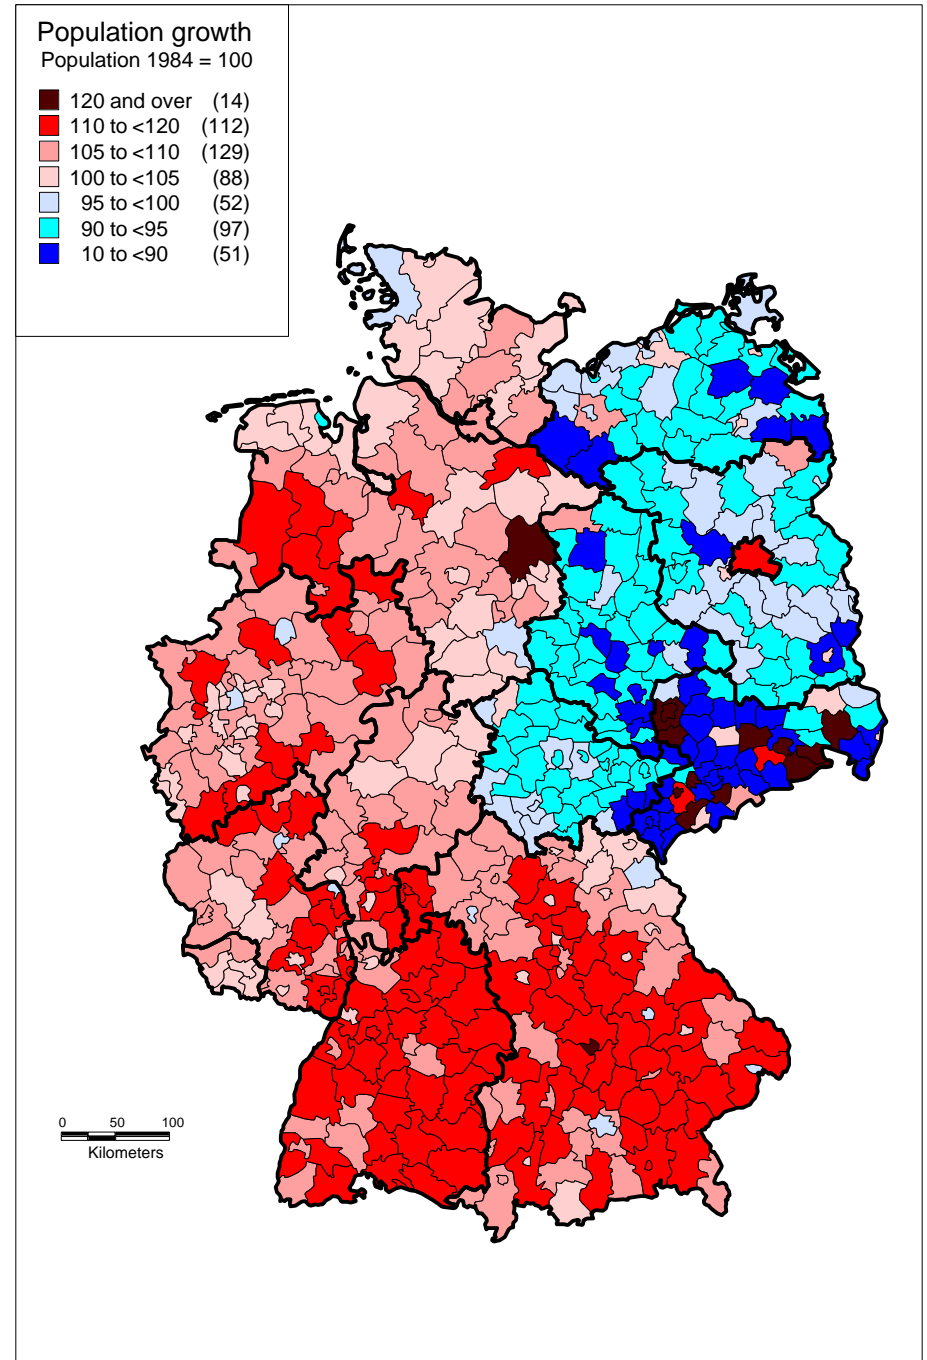 Population growth
Population 1984 = 100
120 and over (14)
110 to <120 (112)
105 to <110 (129)
100 to <105 (88)
95 to <100 (52)
90 to <95 (97)
10 to <90 (51)
0 50 100
Kilometers